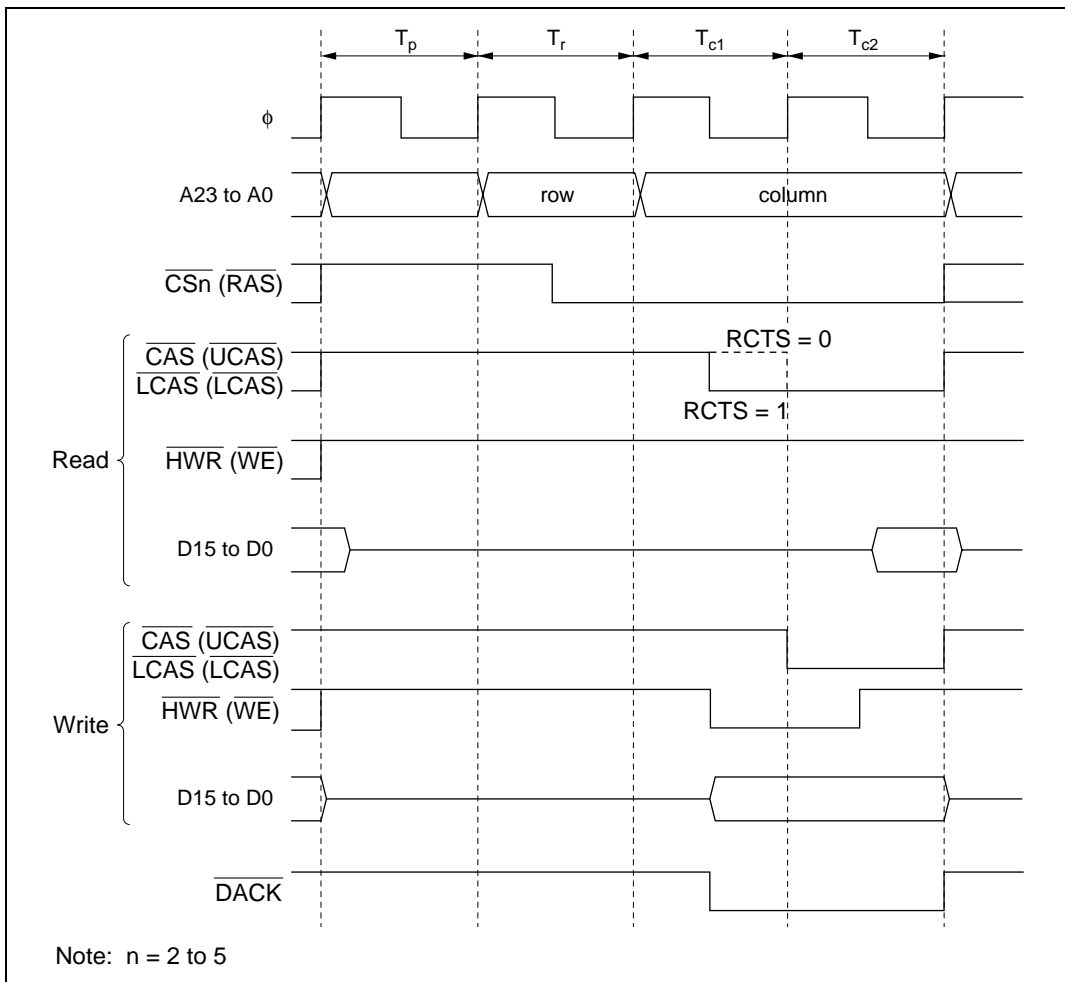 Tp Tr Tc1 Tc2
ϕ
A23 to A0 row column
CSn (RAS)
RCTS = 0
CAS (UCAS)
LCAS (LCAS)
RCTS = 1
Read HWR (WE)
D15 to D0
CAS (UCAS)
LCAS (LCAS)
HWR (WE)
Write
D15 to D0
DACK
Note: n = 2 to 5